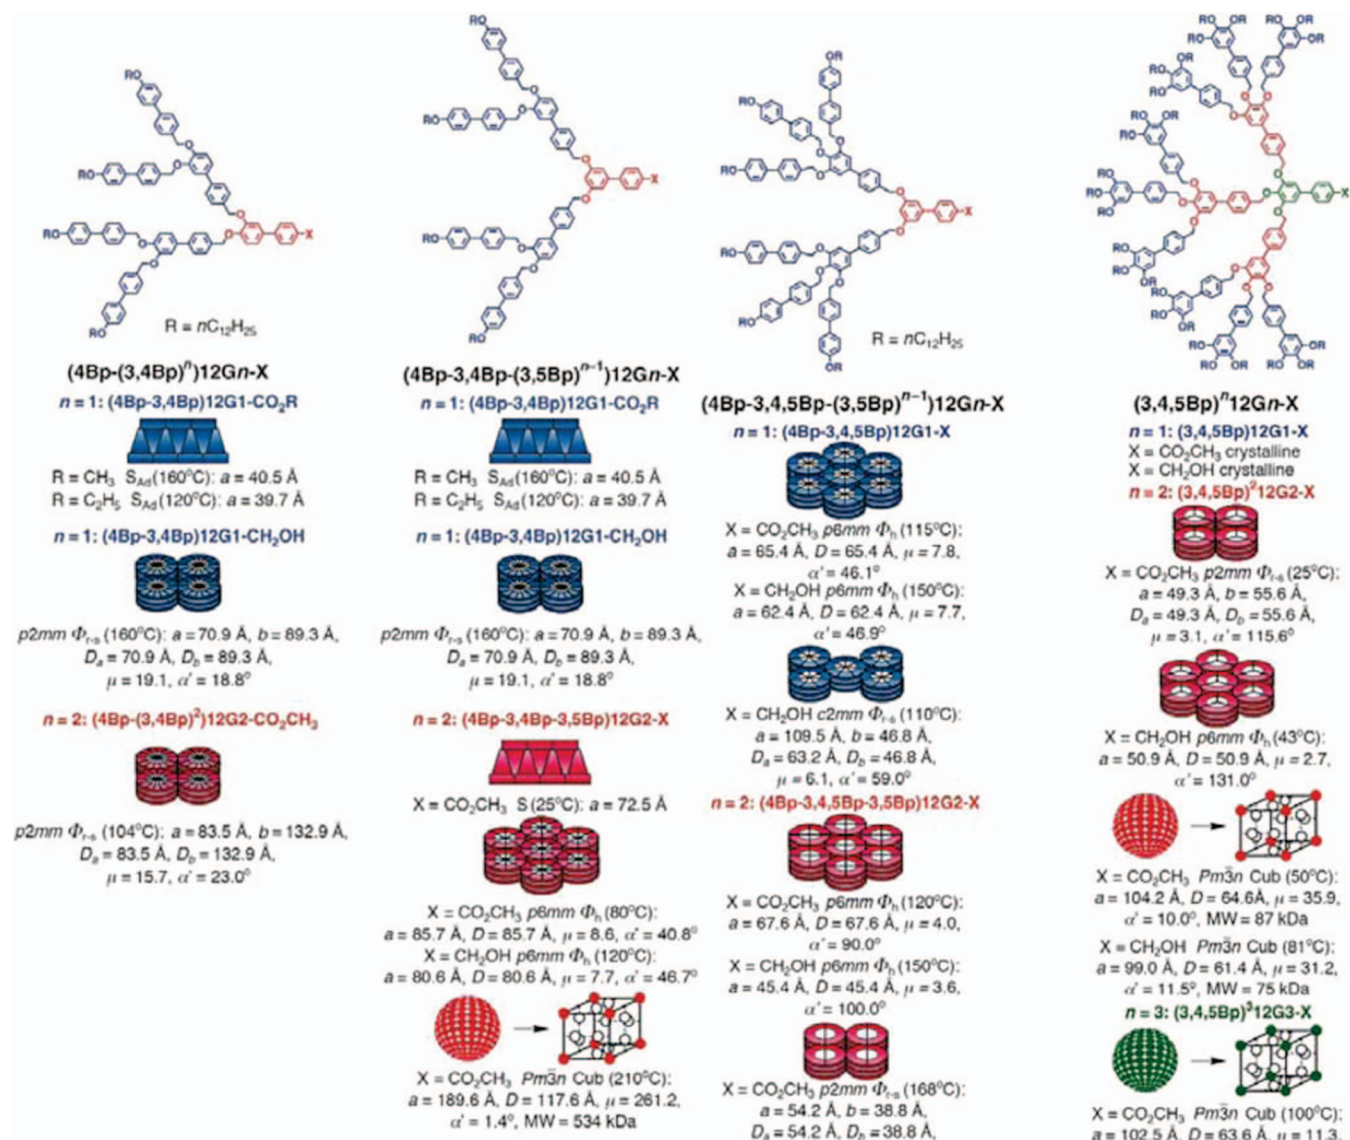 R = nC12H25
(4Bp-(3,4Bp)^n)12Gn-X
n = 1: (4Bp-3,4Bp)12G1-CO2R
R = CH3 SAd(160°C): a = 40.5 Å
R = C2H5 SAd(120°C): a = 39.7 Å
n = 1: (4Bp-3,4Bp)12G1-CH2OH
p2mm Φr-s (160°C): a = 70.9 Å, b = 89.3 Å,
Da = 70.9 Å, Db = 89.3 Å,
μ = 19.1, α' = 18.8°
n = 2: (4Bp-(3,4Bp)^2)12G2-CO2CH3
p2mm Φr-s (104°C): a = 83.5 Å, b = 132.9 Å,
Da = 83.5 Å, Db = 132.9 Å,
μ = 15.7, α' = 23.0°
(4Bp-3,4Bp-(3,5Bp)^n–1)12Gn-X
n = 1: (4Bp-3,4Bp)12G1-CO2R
R = CH3 SAd(160°C): a = 40.5 Å
R = C2H5 SAd(120°C): a = 39.7 Å
n = 1: (4Bp-3,4Bp)12G1-CH2OH
p2mm Φr-s (160°C): a = 70.9 Å, b = 89.3 Å,
Da = 70.9 Å, Db = 89.3 Å,
μ = 19.1, α' = 18.8°
n = 2: (4Bp-3,4Bp-3,5Bp)12G2-X
X = CO2CH3 S (25°C): a = 72.5 Å
X = CO2CH3 p6mm Φh (80°C):
a = 85.7 Å, D = 85.7 Å, μ = 8.6, α' = 40.8°
X = CH2OH p6mm Φh (120°C):
a = 80.6 Å, D = 80.6 Å, μ = 7.7, α' = 46.7°
X = CO2CH3 Pm3̄n Cub (210°C):
a = 189.6 Å, D = 117.6 Å, μ = 261.2,
α' = 1.4°, MW = 534 kDa
R = nC12H25
(4Bp-3,4,5Bp-(3,5Bp)^n–1)12Gn-X
n = 1: (4Bp-3,4,5Bp)12G1-X
X = CO2CH3 p6mm Φh (115°C):
a = 65.4 Å, D = 65.4 Å, μ = 7.8,
α' = 46.1°
X = CH2OH p6mm Φh (150°C):
a = 62.4 Å, D = 62.4 Å, μ = 7.7,
α' = 46.9°
X = CH2OH c2mm Φr-s (110°C):
a = 109.5 Å, b = 46.8 Å,
Da = 63.2 Å, Db = 46.8 Å,
μ = 6.1, α' = 59.0°
n = 2: (4Bp-3,4,5Bp-3,5Bp)12G2-X
X = CO2CH3 p6mm Φh (120°C):
a = 67.6 Å, D = 67.6 Å, μ = 4.0,
α' = 90.0°
X = CH2OH p6mm Φh (150°C):
a = 45.4 Å, D = 45.4 Å, μ = 3.6,
α' = 100.0°
X = CO2CH3 p2mm Φr-s (168°C):
a = 54.2 Å, b = 38.8 Å,
Da = 54.2 Å, Db = 38.8 Å,
(3,4,5Bp)^n12Gn-X
n = 1: (3,4,5Bp)12G1-X
X = CO2CH3 crystalline
X = CH2OH crystalline
n = 2: (3,4,5Bp)^2 12G2-X
X = CO2CH3 p2mm Φr-s (25°C):
a = 49.3 Å, b = 55.6 Å,
Da = 49.3 Å, Db = 55.6 Å,
μ = 3.1, α' = 115.6°
X = CH2OH p6mm Φh (43°C):
a = 50.9 Å, D = 50.9 Å, μ = 2.7,
α' = 131.0°
X = CO2CH3 Pm3̄n Cub (50°C):
a = 104.2 Å, D = 64.6Å, μ = 35.9,
α' = 10.0°, MW = 87 kDa
X = CH2OH Pm3̄n Cub (81°C):
a = 99.0 Å, D = 61.4 Å, μ = 31.2,
α' = 11.5°, MW = 75 kDa
n = 3: (3,4,5Bp)^3 12G3-X
X = CO2CH3 Pm3̄n Cub (100°C):
a = 102.5 Å, D = 63.6 Å, μ = 11.3,